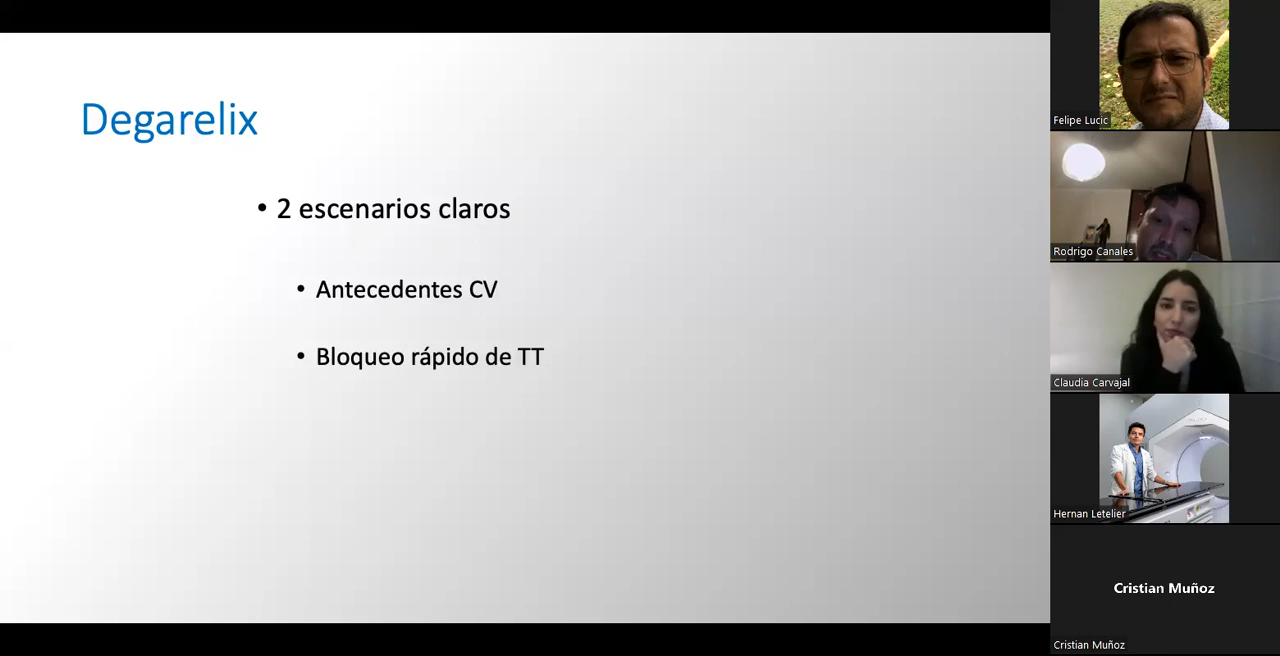 Degarelix
• 2 escenarios claros
• Antecedentes CV
• Bloqueo rápido de TT
Felipe Lucic
Rodrigo Canales
Claudia Carvajal
Hernan Letelier
Cristian Muñoz
Cristian Muñoz